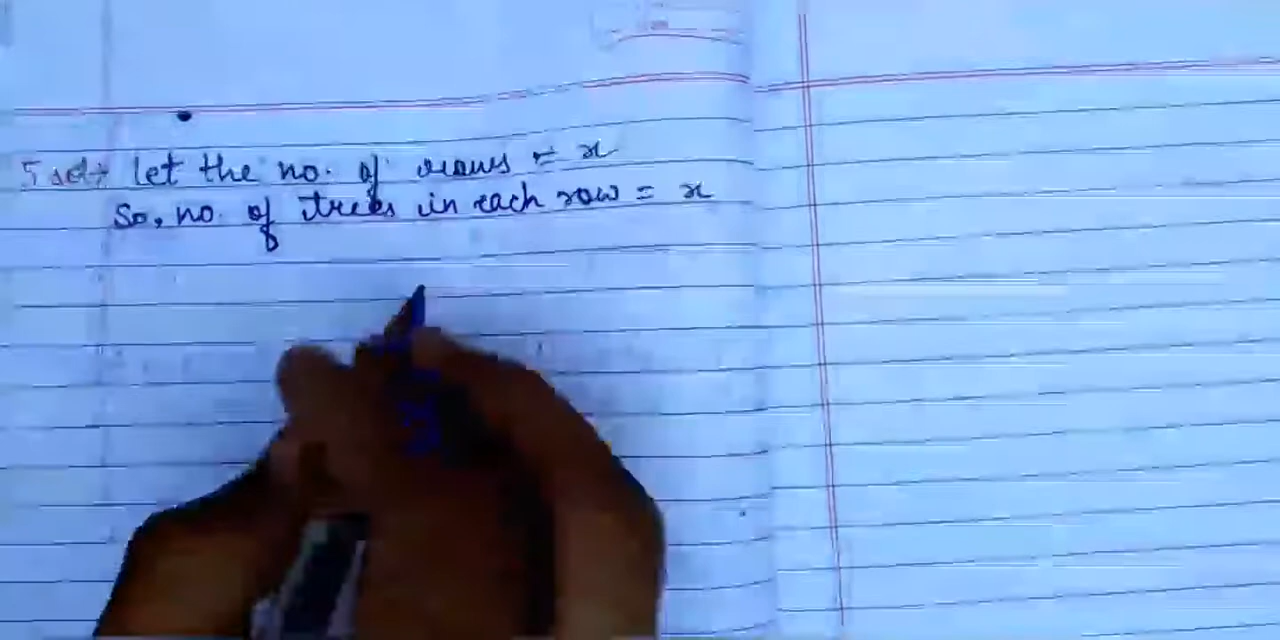 5 sol→ let the no. of rows = x
So, no. of trees in each row = x